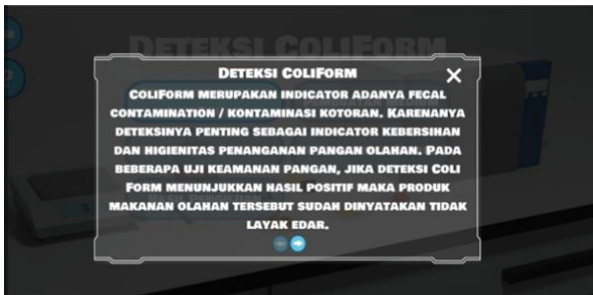 DETEKSI COLIFORM
DETEKSI COLIFORM
COLIFORM MERUPAKAN INDICATOR ADANYA FECAL
CONTAMINATION / KONTAMINASI KOTORAN. KARENANYA
DETEKSINYA PENTING SEBAGAI INDICATOR KEBERSIHAN
DAN HIGIENITAS PENANGANAN PANGAN OLAHAN. PADA
BEBERAPA UJI KEAMANAN PANGAN, JIKA DETEKSI COLI
FORM MENUNJUKKAN HASIL POSITIF MAKA PRODUK
MAKANAN OLAHAN TERSEBUT SUDAH DINYATAKAN TIDAK
LAYAK EDAR.